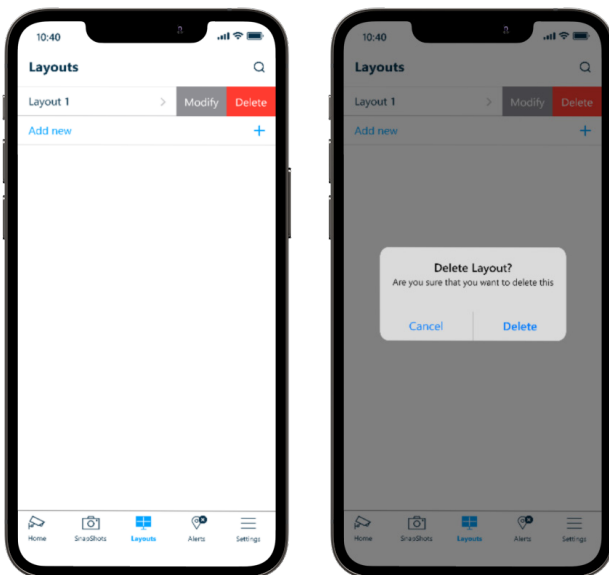 10:40
Layouts
Layout 1
Modify
Delete
Add new
Home
SnapShots
Layouts
Alerts
Settings
10:40
Layouts
Layout 1
Modify
Delete
Add new
Delete Layout?
Are you sure that you want to delete this
Cancel
Delete
Home
SnapShots
Layouts
Alerts
Settings